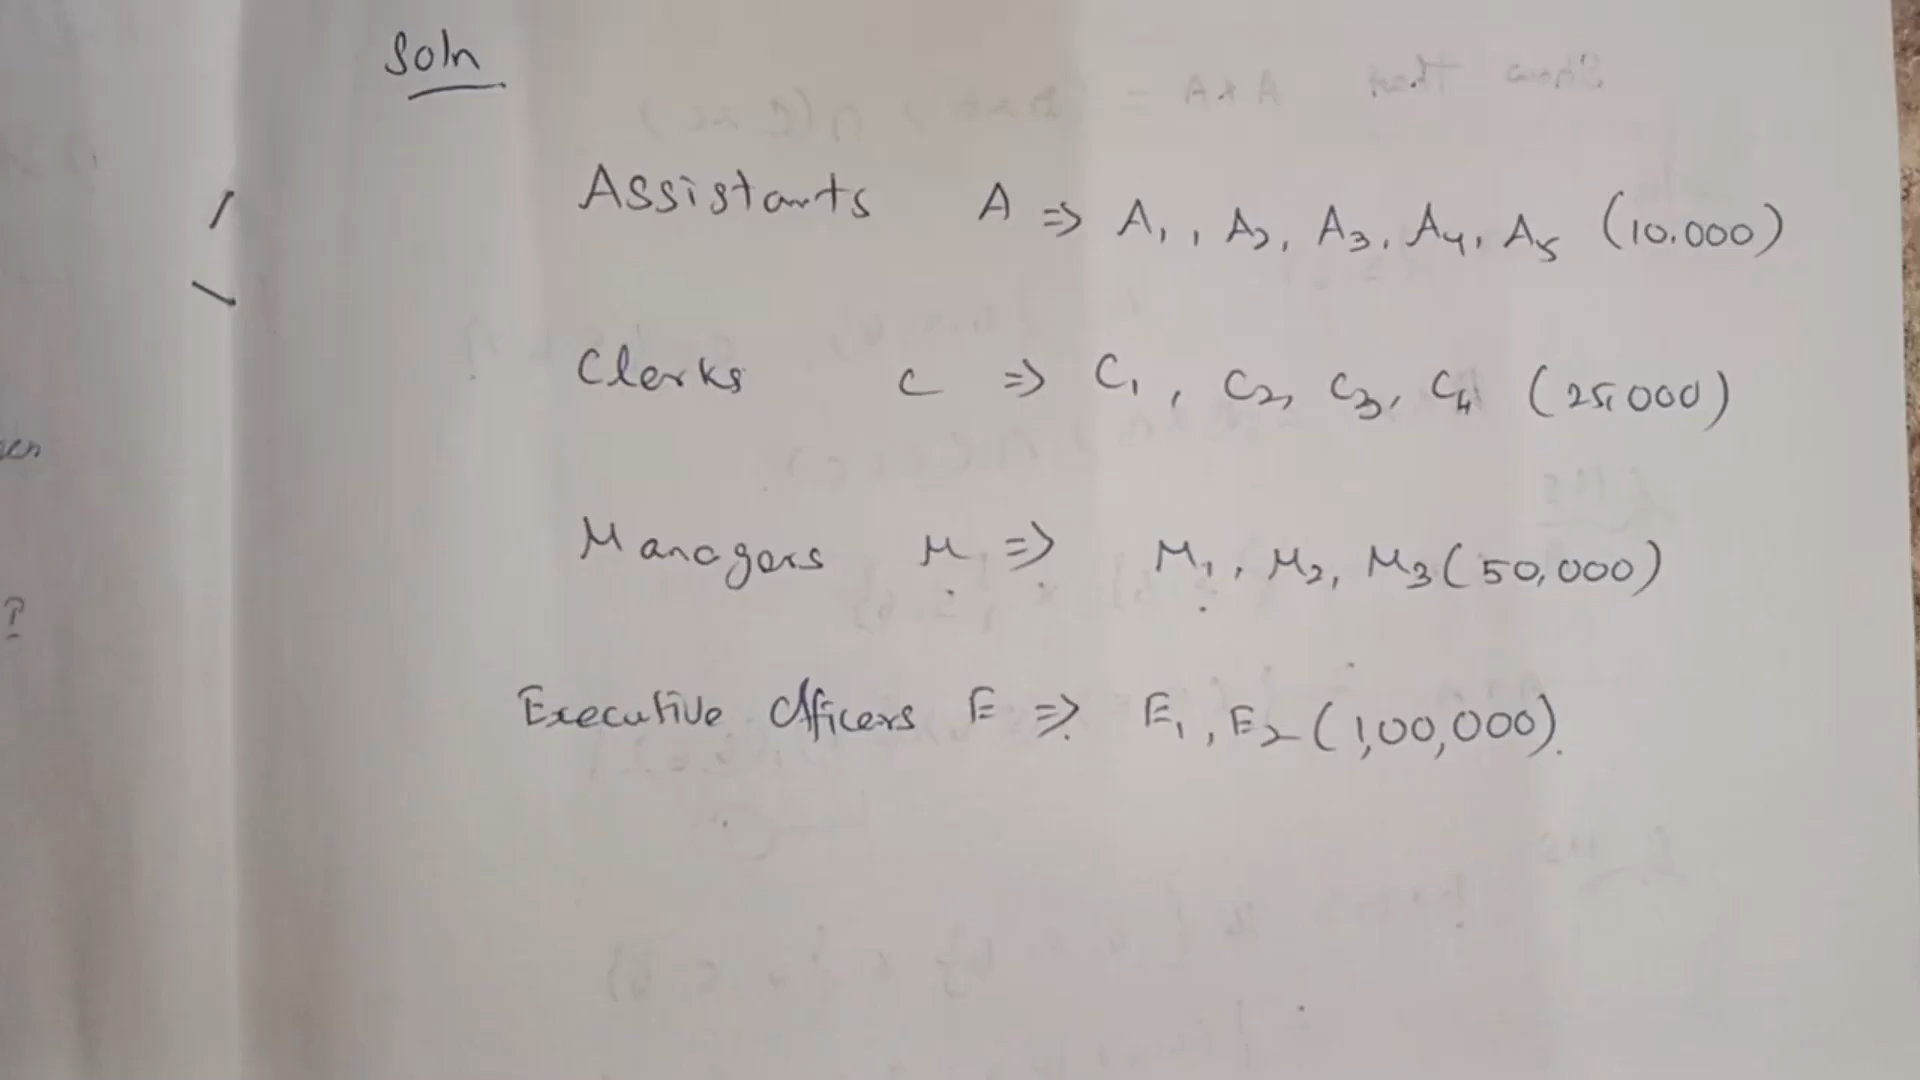 Soln
Assistants A => A1, A2, A3, A4, A5 (10.000)
Clerks C => C1, C2, C3, C4 (25,000)
Managers M => M1, M2, M3 (50,000)
Executive Officers E => E1, E2 (1,00,000).
?